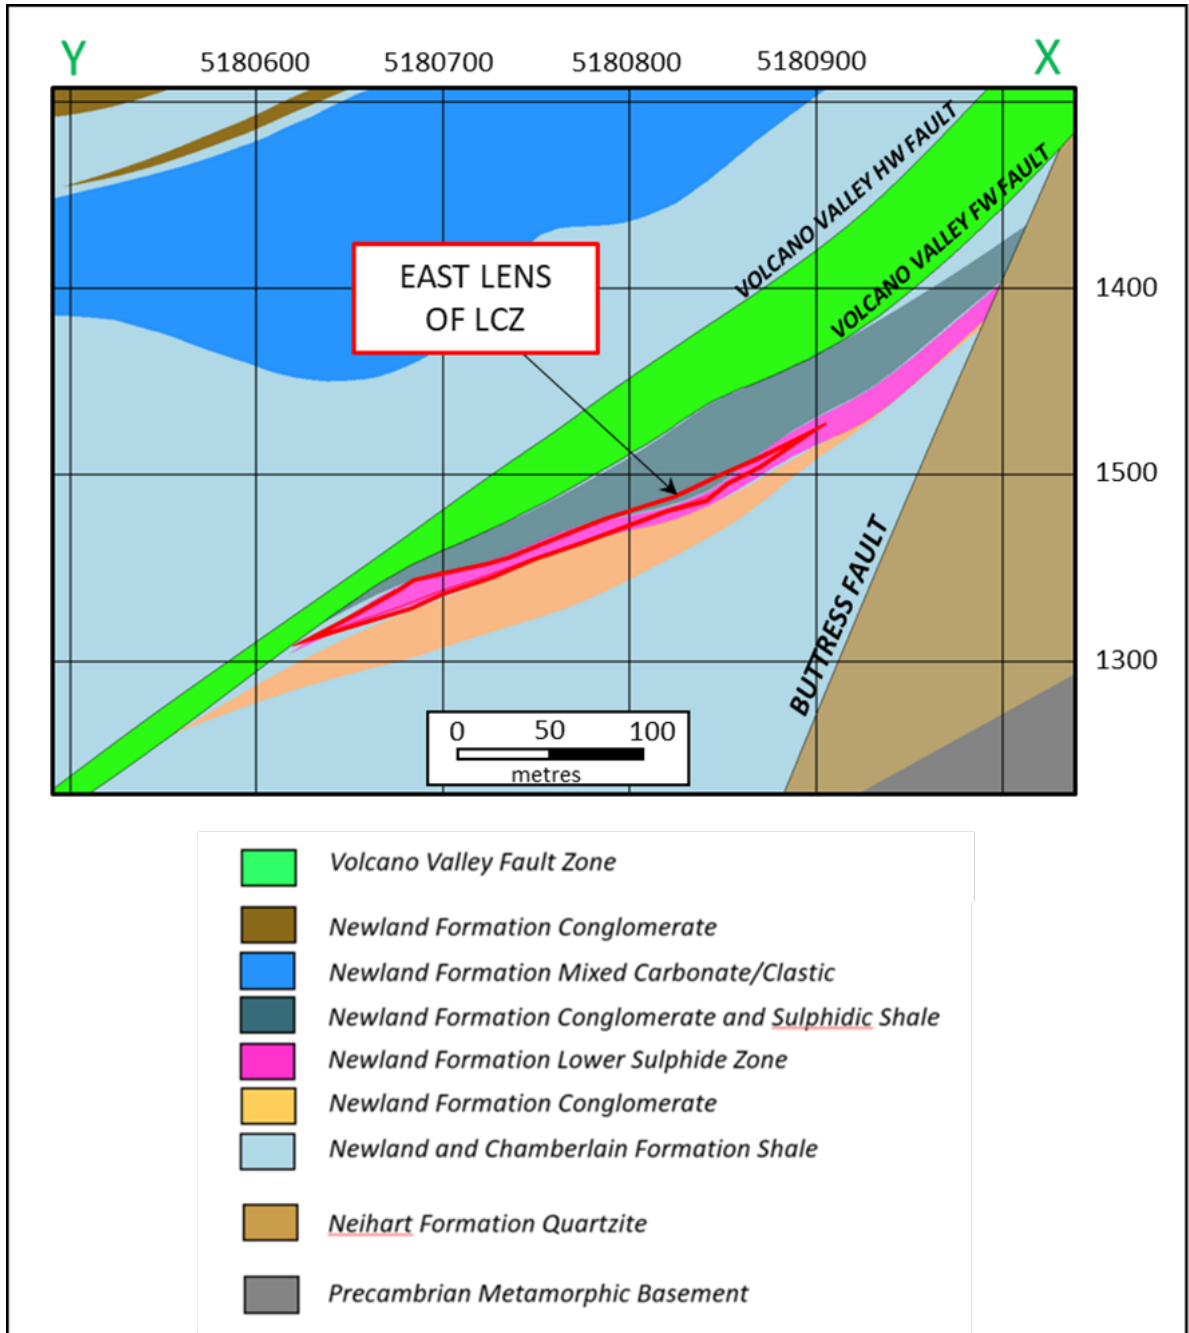 Y
5180600 5180700 5180800 5180900
X
VOLCANO VALLEY HW FAULT
VOLCANO VALLEY FW FAULT
EAST LENS
OF LCZ
1400
1500
1300
BUTTRESS FAULT
0 50 100
metres
Volcano Valley Fault Zone
Newland Formation Conglomerate
Newland Formation Mixed Carbonate/Clastic
Newland Formation Conglomerate and Sulphidic Shale
Newland Formation Lower Sulphide Zone
Newland Formation Conglomerate
Newland and Chamberlain Formation Shale
Neihart Formation Quartzite
Precambrian Metamorphic Basement